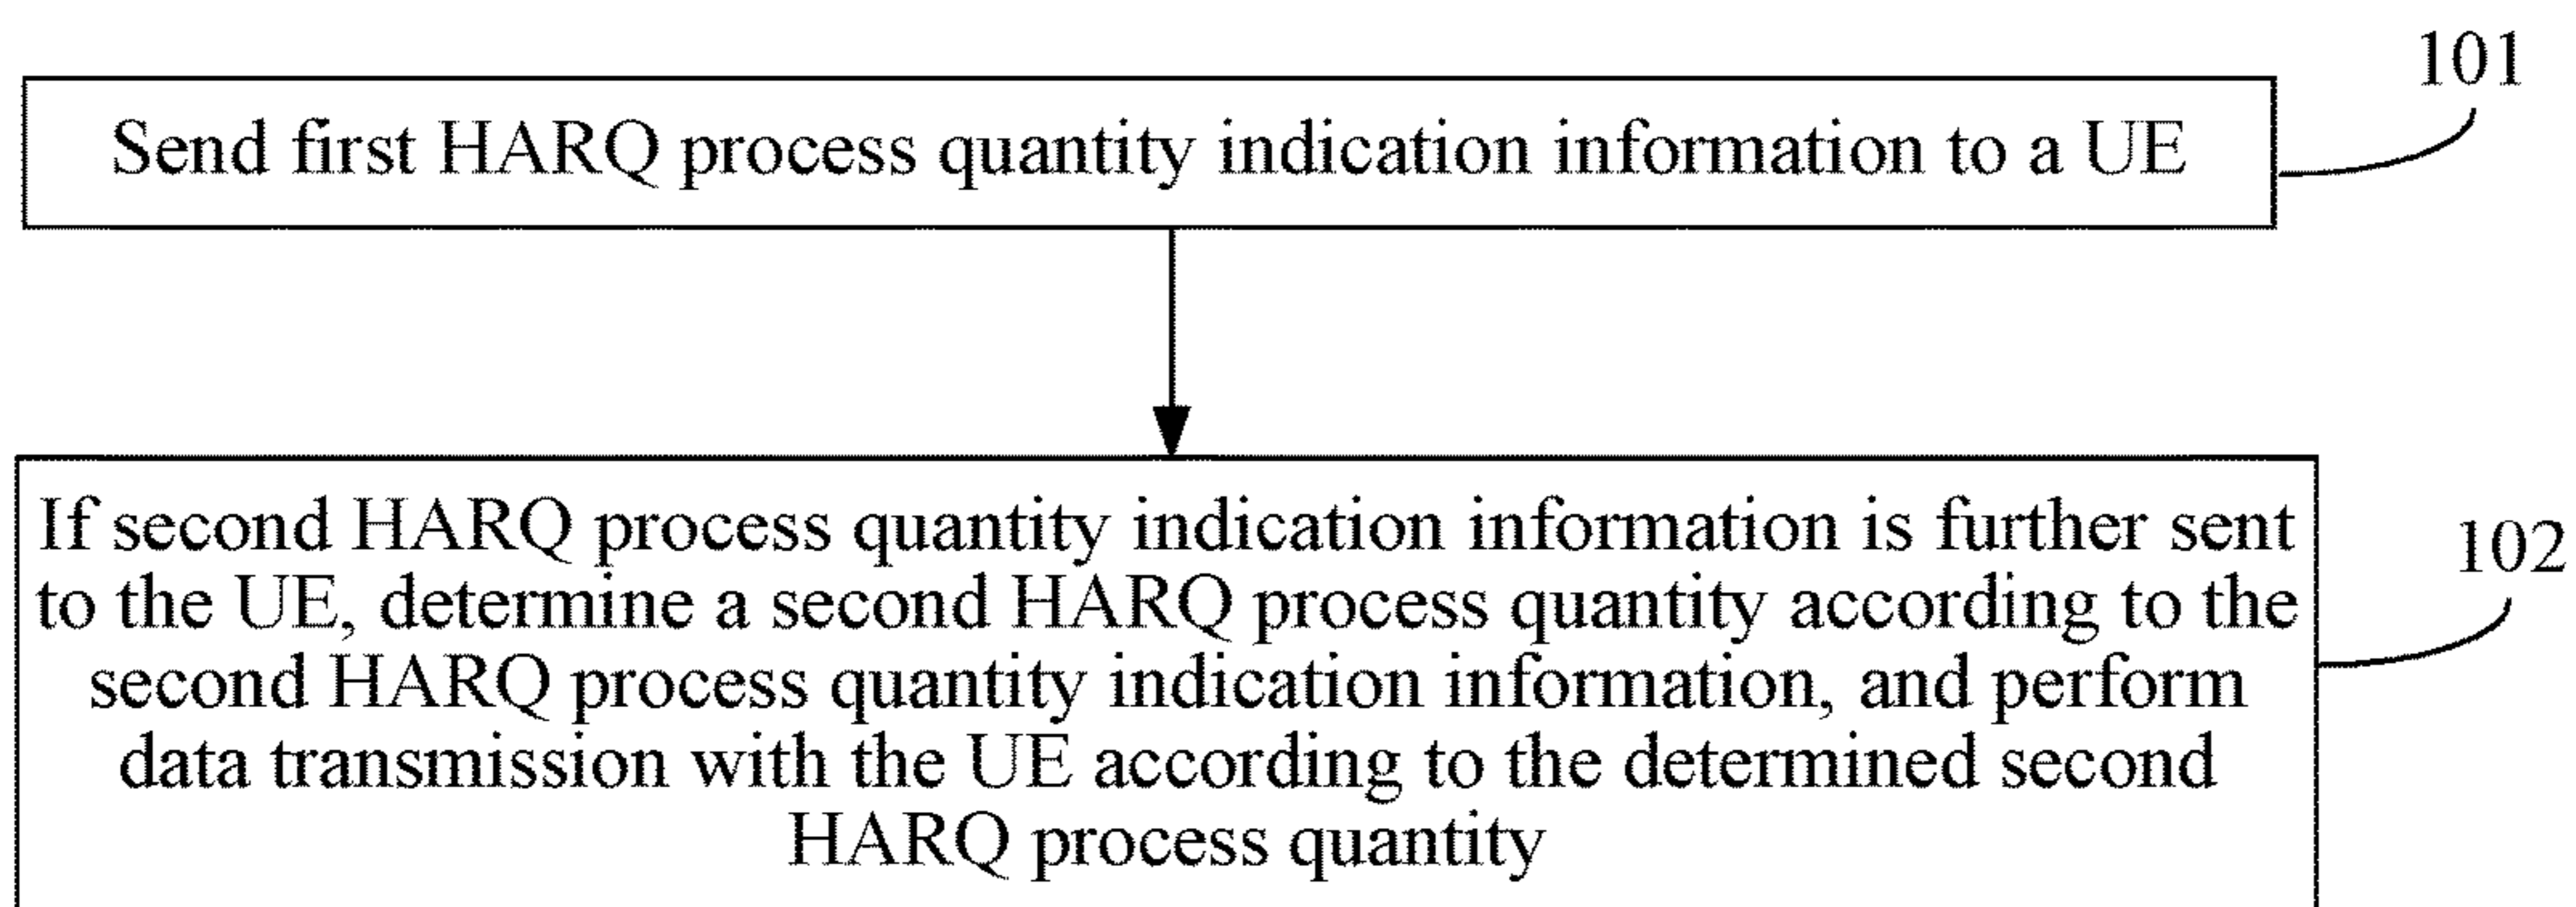 101
Send first HARQ process quantity indication information to a UE
If second HARQ process quantity indication information is further sent
to the UE, determine a second HARQ process quantity according to the
second HARQ process quantity indication information, and perform
data transmission with the UE according to the determined second
HARQ process quantity
102